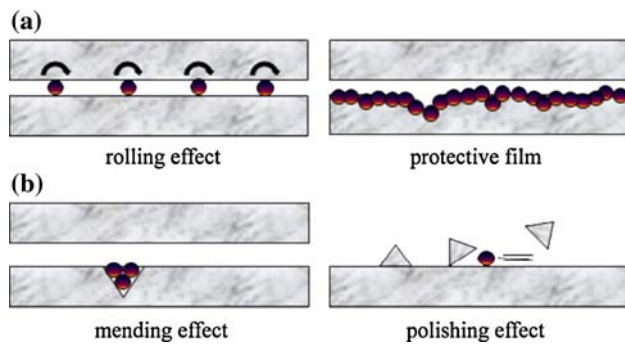 (a)
rolling effect
protective film
(b)
mending effect
polishing effect